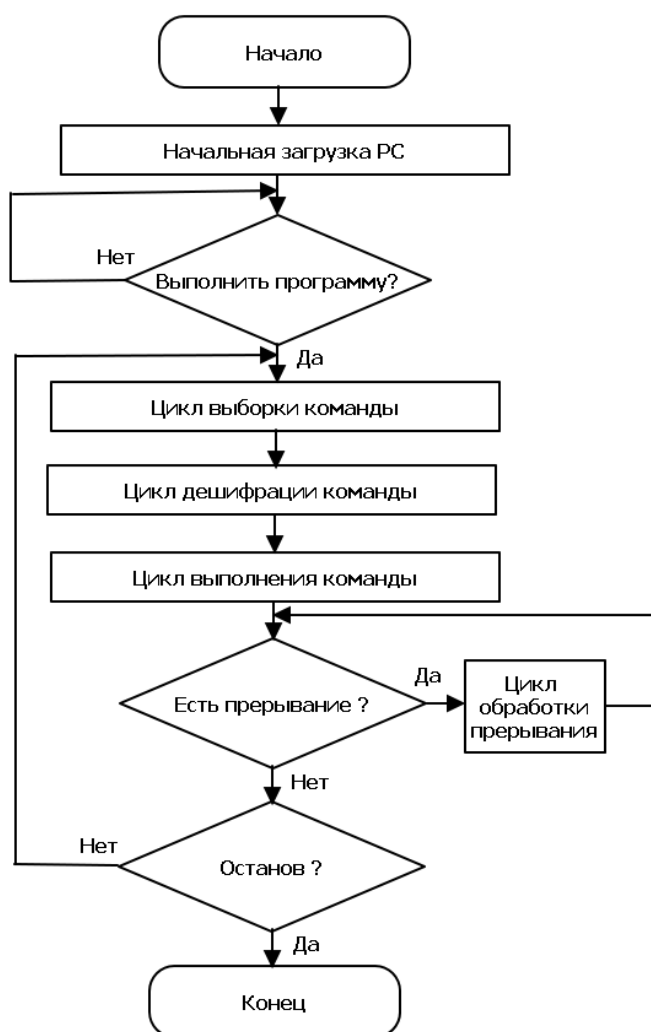 Начало
Начальная загрузка PC
Нет
Выполнить программу?
Да
Цикл выборки команды
Цикл дешифрации команды
Цикл выполнения команды
Есть прерывание ?
Да
Цикл
обработки
прерывания
Нет
Нет
Останов ?
Да
Конец